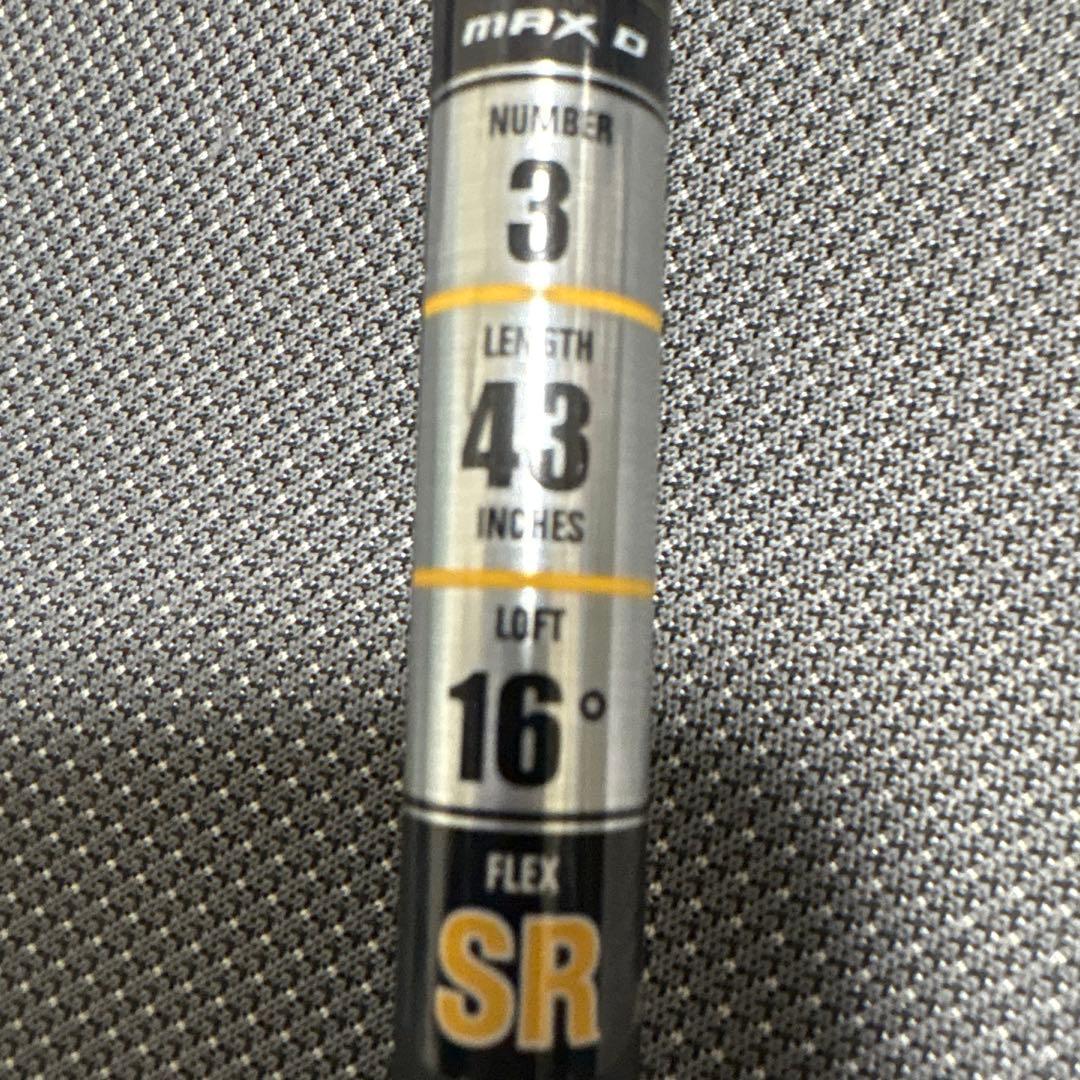 MAX D
NUMBER
3
LENGTH
43
INCHES
LOFT
16°
FLEX
SR